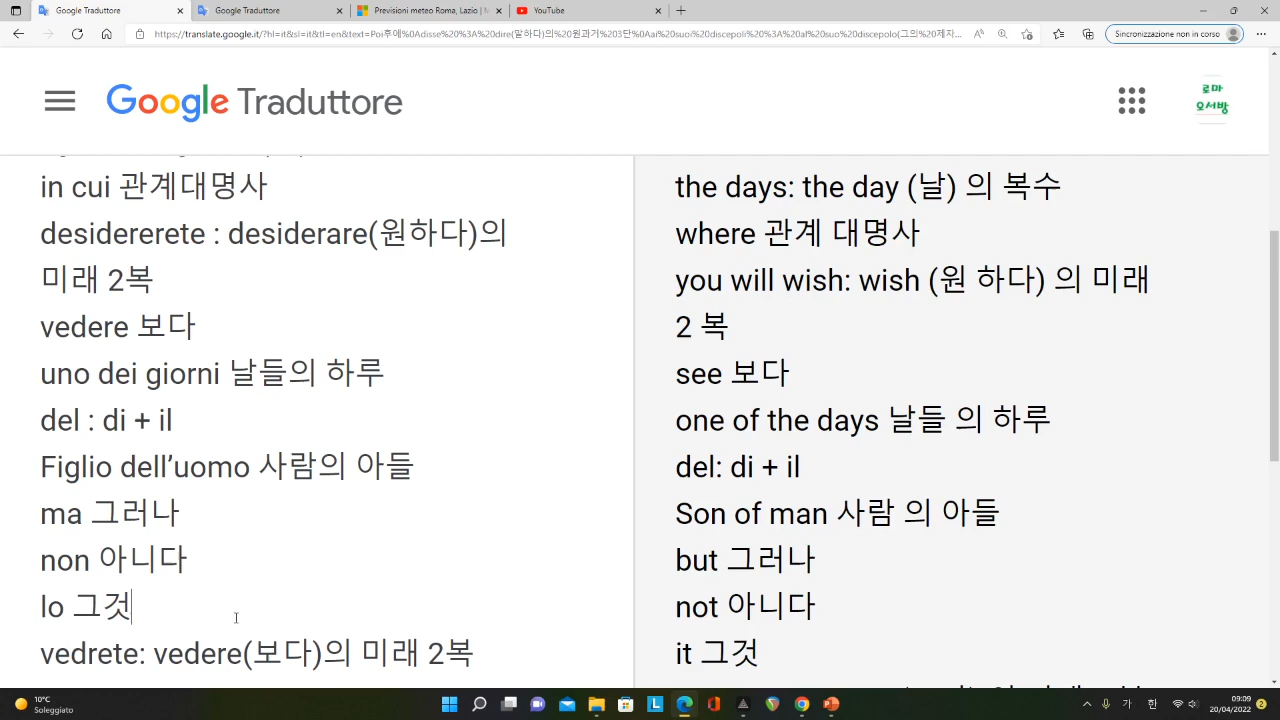 Google Traduttore
Google Traduttore
Previsioni meteo Roma, Lazio | M
YouTube
Sincronizzazione non in corso
Google Traduttore
로마
오서방
in cui 관계대명사
desidererete : desiderare(원하다)의
미래 2복
vedere 보다
uno dei giorni 날들의 하루
del : di + il
Figlio dell’uomo 사람의 아들
ma 그러나
non 아니다
lo 그것
vedrete: vedere(보다)의 미래 2복
the days: the day (날) 의 복수
where 관계 대명사
you will wish: wish (원 하다) 의 미래
2 복
see 보다
one of the days 날들 의 하루
del: di + il
Son of man 사람 의 아들
but 그러나
not 아니다
it 그것
10°C
Soleggiato
가
한
09:09
20/04/2022